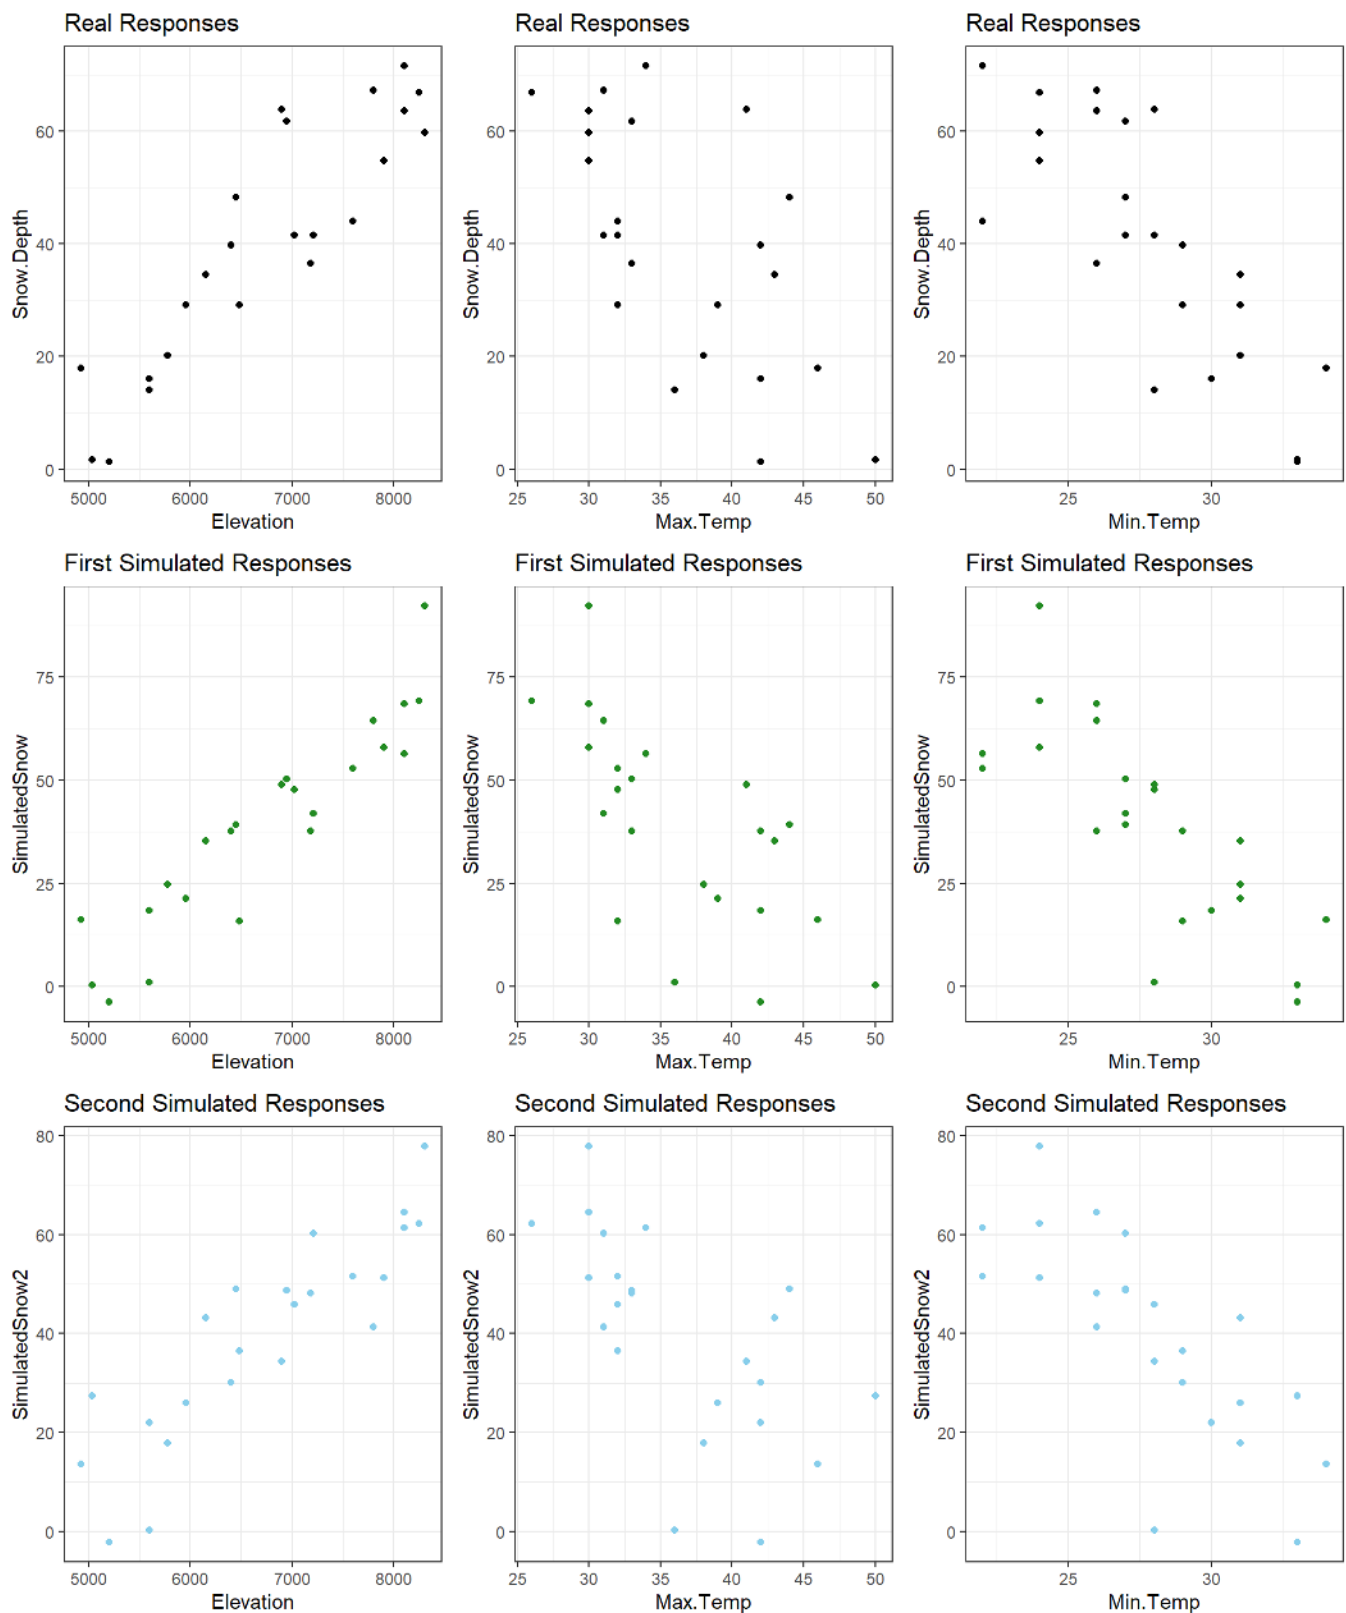 Real Responses Real Responses Real Responses
60 60 60
40 40 40
20 20 20
0 0 0
Snow.Depth Snow.Depth Snow.Depth
5000 6000 7000 8000 25 30 35 40 45 50 25 30
Elevation Max.Temp Min.Temp
First Simulated Responses First Simulated Responses First Simulated Responses
75 75 75
50 50 50
25 25 25
0 0 0
SimulatedSnow SimulatedSnow SimulatedSnow
5000 6000 7000 8000 25 30 35 40 45 50 25 30
Elevation Max.Temp Min.Temp
Second Simulated Responses Second Simulated Responses Second Simulated Responses
80 80 80
60 60 60
40 40 40
20 20 20
0 0 0
SimulatedSnow2 SimulatedSnow2 SimulatedSnow2
5000 6000 7000 8000 25 30 35 40 45 50 25 30
Elevation Max.Temp Min.Temp